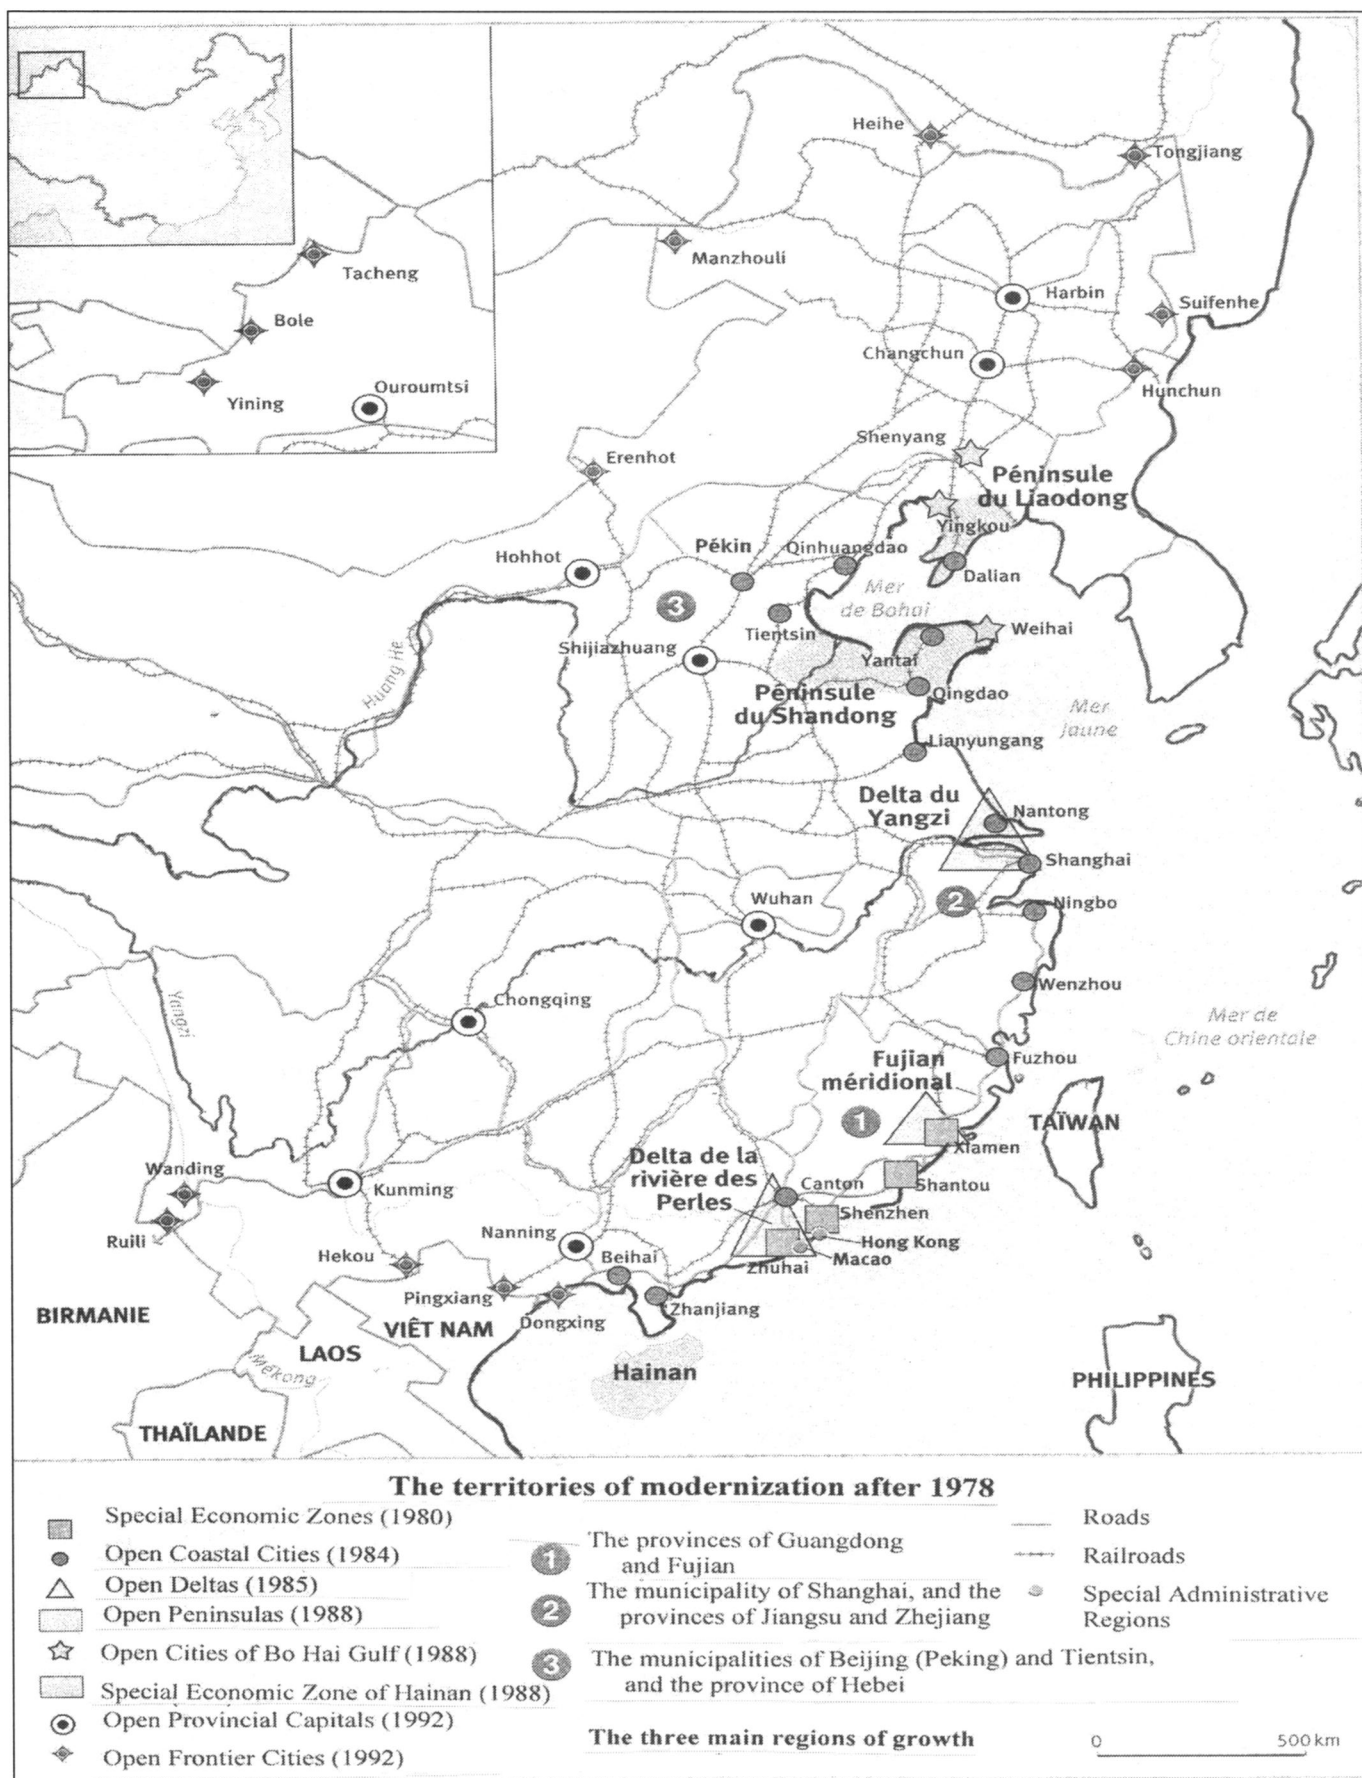 Heihe
Tongjiang
Manzhouli
Tacheng
Harbin
Suifenhe
Bole
Changchun
Yining
Ouroumtsi
Hunchun
Shenyang
Erenhot
Péninsule
du Liaodong
Yingkou
Pékin
Qinhuangdao
Hohhot
Dalian
Mer
de Bohai
3
Tientsin
Weihai
Shijiazhuang
Yantai
Huang He
Péninsule
du Shandong
Qingdao
Mer
Jaune
Lianyungang
Delta du
Yangzi
Nantong
Shanghai
Wuhan
2
Ningbo
Wenzhou
Yangzi
Chongqing
Mer de
Chine orientale
Fujian
méridional
Fuzhou
1
TAÏWAN
Xiamen
Delta de la
rivière des
Perles
Wanding
Kunming
Canton
Shantou
Shenzhen
Ruili
Nanning
Hong Kong
Hekou
Beihai
Macao
Zhuhai
Pingxiang
Zhanjiang
BIRMANIE
VIÊT NAM
Dongxing
LAOS
Mékong
Hainan
PHILIPPINES
THAÏLANDE
The territories of modernization after 1978
Special Economic Zones (1980)
Open Coastal Cities (1984)
Open Deltas (1985)
Open Peninsulas (1988)
Open Cities of Bo Hai Gulf (1988)
Special Economic Zone of Hainan (1988)
Open Provincial Capitals (1992)
Open Frontier Cities (1992)
1
The provinces of Guangdong
and Fujian
2
The municipality of Shanghai, and the
provinces of Jiangsu and Zhejiang
3
The municipalities of Beijing (Peking) and Tientsin,
and the province of Hebei
The three main regions of growth
Roads
Railroads
Special Administrative
Regions
0 500 km